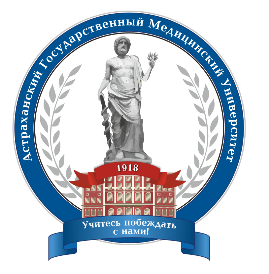 Астраханский Государственный Медицинский Университет
1918
Учитесь побеждать
с нами!